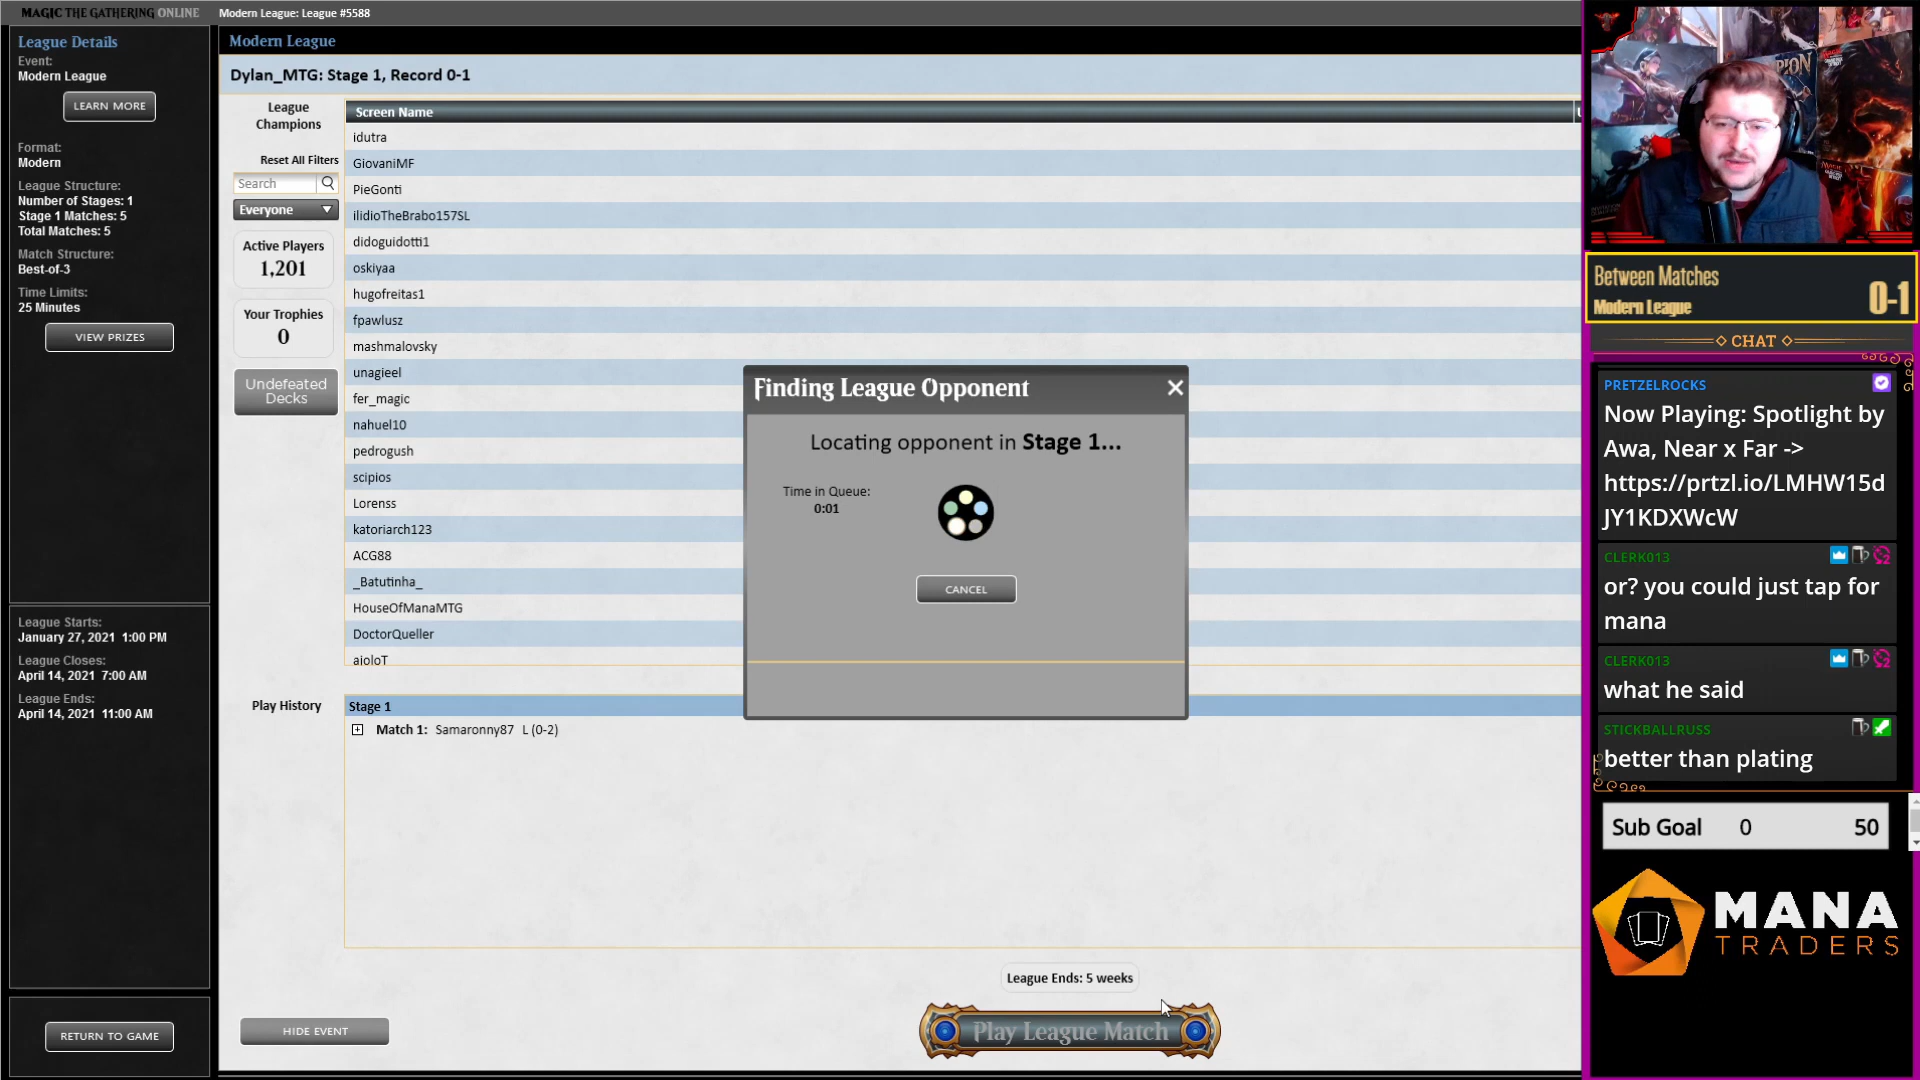 MAGIC THE GATHERING ONLINE
Modern League: League #5588
League Details
Event:
Modern League
LEARN MORE
Format:
Modern
League Structure:
Number of Stages: 1
Stage 1 Matches: 5
Total Matches: 5
Match Structure:
Best-of-3
Time Limits:
25 Minutes
VIEW PRIZES
League Starts:
January 27, 2021 1:00 PM
League Closes:
April 14, 2021 7:00 AM
League Ends:
April 14, 2021 11:00 AM
RETURN TO GAME
Modern League
Dylan_MTG: Stage 1, Record 0-1
League
Champions
Reset All Filters
Search
Everyone
Active Players
1,201
Your Trophies
0
Undefeated
Decks
Screen Name
idutra
GiovaniMF
PieGonti
ilidioTheBrabo157SL
didoguidotti1
oskiyaa
hugofreitas1
fpawlusz
mashmalovsky
unagieel
fer_magic
nahuel10
pedrogush
scipios
Lorenss
katoriarch123
ACG88
_Batutinha_
HouseOfManaMTG
DoctorQueller
aioloT
Finding League Opponent
Locating opponent in Stage 1...
Time in Queue:
0:01
CANCEL
Play History
Stage 1
Match 1: Samaronny87 L (0-2)
League Ends: 5 weeks
HIDE EVENT
Play League Match
Between Matches
Modern League
0-1
CHAT
PRETZELROCKS
Now Playing: Spotlight by
Awa, Near x Far ->
https://prtzl.io/LMHW15d
JY1KDXWcW
CLERK013
or? you could just tap for
mana
CLERK013
what he said
STICKBALLRUSS
better than plating
Sub Goal 0 50
MANA
TRADERS